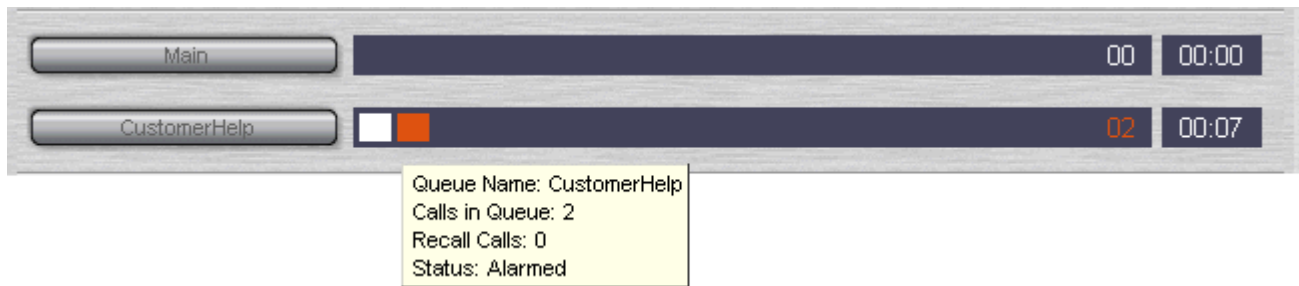 Main 00 00:00
CustomerHelp 02 00:07
Queue Name: CustomerHelp
Calls in Queue: 2
Recall Calls: 0
Status: Alarmed